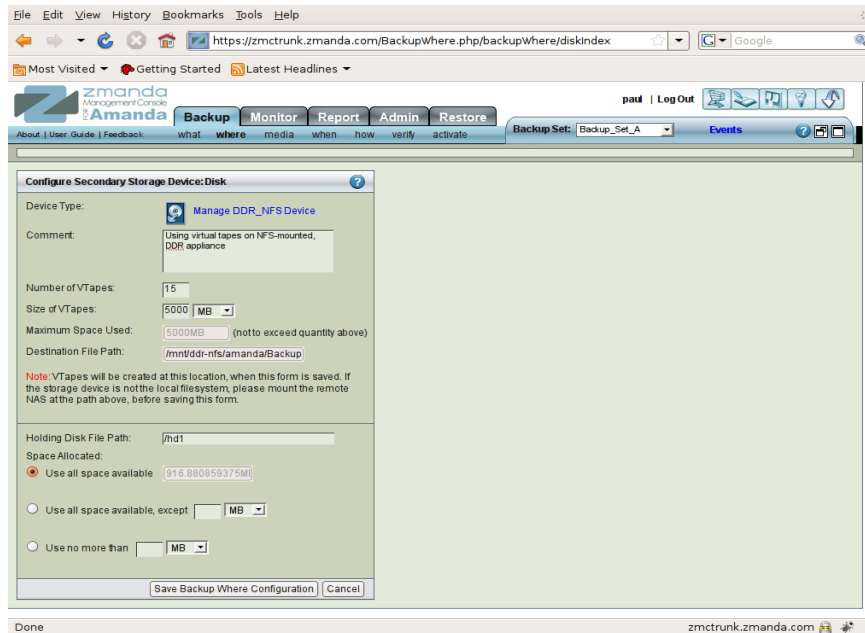 File Edit View History Bookmarks Tools Help
https://zmctrunk.zmanda.com/BackupWhere.php/backupWhere/diskIndex
Google
Most Visited Getting Started Latest Headlines
zmanda
Management Console
for Amanda
paul | Log Out
Backup Monitor Report Admin Restore
About | User Guide | Feedback
what where media when how verify activate
Backup Set: Backup_Set_A
Events
Configure Secondary Storage Device: Disk
Device Type: Manage DDR_NFS Device
Comment: Using virtual tapes on NFS-mounted,
DDR appliance
Number of VTapes: 15
Size of VTapes: 5000 MB
Maximum Space Used: 5000MB (not to exceed quantity above)
Destination File Path: /mnt/ddr-nfs/amanda/Backup
Note: VTapes will be created at this location, when this form is saved. If
the storage device is not the local filesystem, please mount the remote
NAS at the path above, before saving this form.
Holding Disk File Path: /hd1
Space Allocated:
Use all space available 916.880859375MB
Use all space available, except MB
Use no more than MB
Save Backup Where Configuration Cancel
Done
zmctrunk.zmanda.com